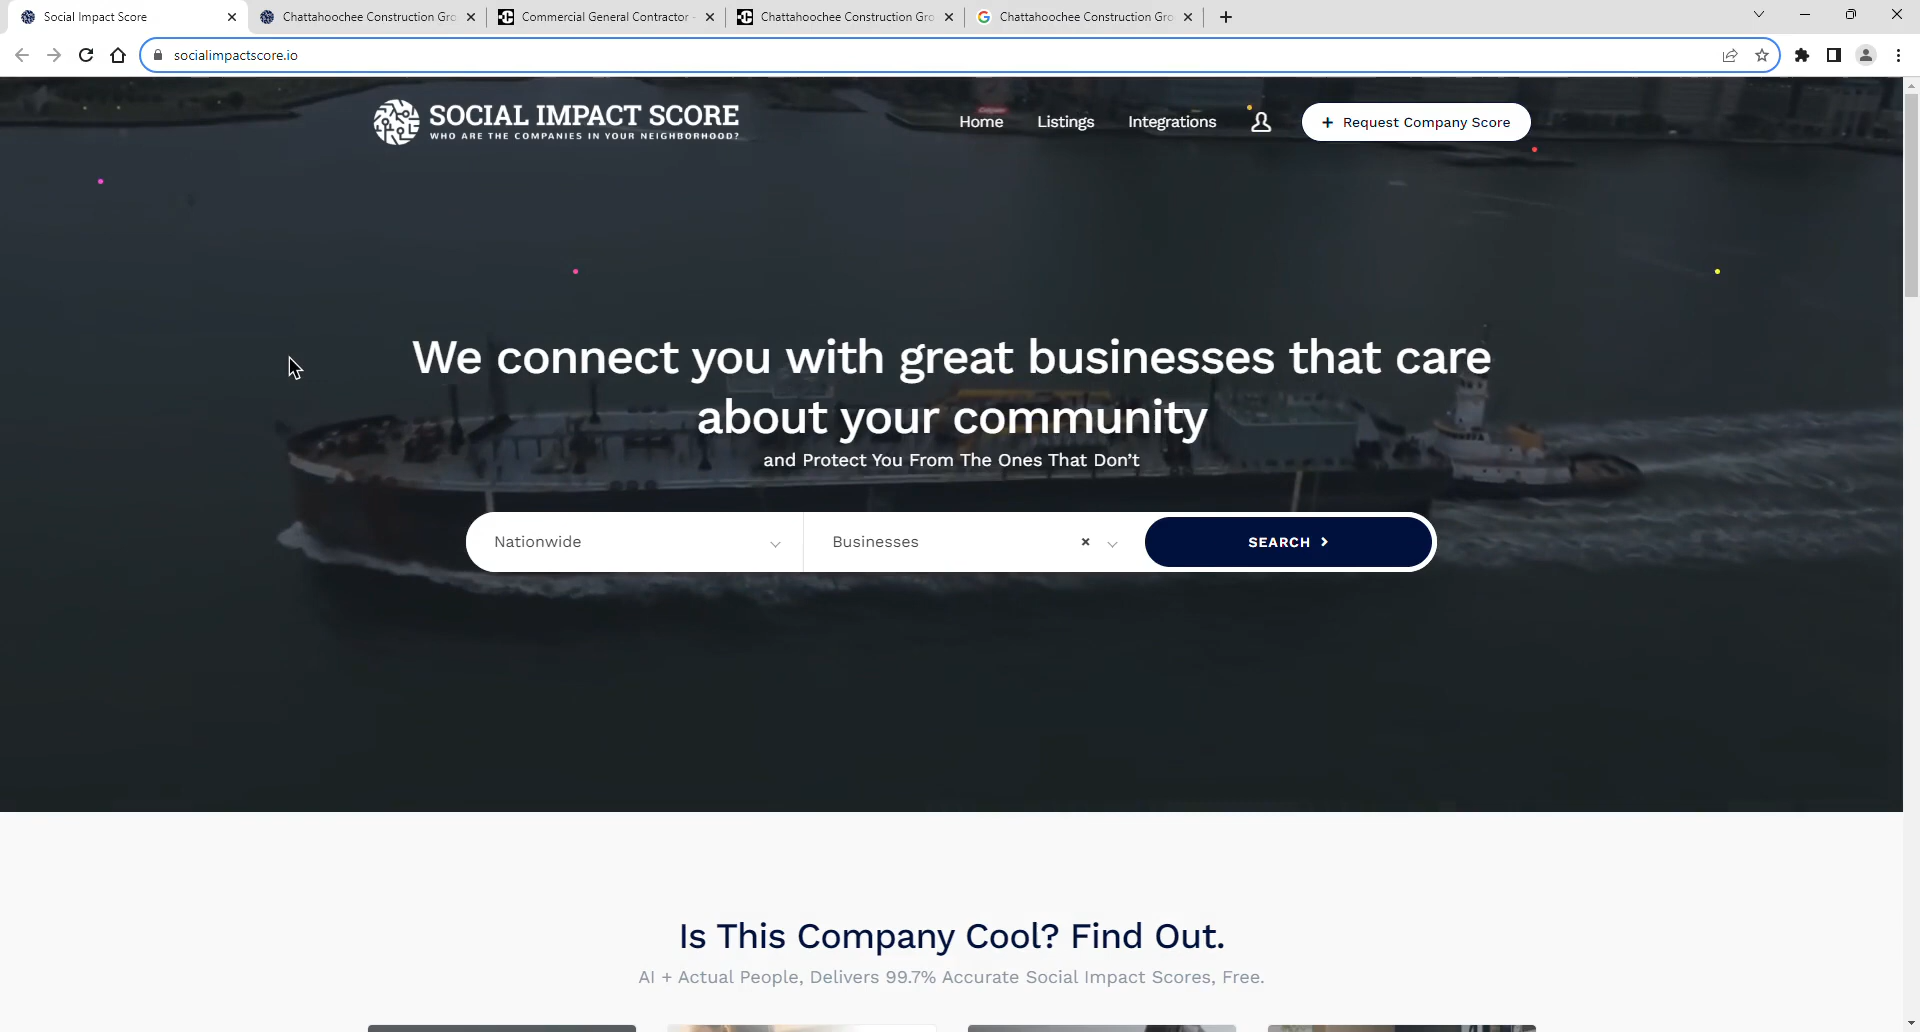 Social Impact Score
Chattahoochee Construction Gro
Commercial General Contractor -
Chattahoochee Construction Gro
Chattahoochee Construction Gro
socialimpactscore.io
SOCIAL IMPACT SCORE
WHO ARE THE COMPANIES IN YOUR NEIGHBORHOOD?
Home
Listings
Integrations
+ Request Company Score
We connect you with great businesses that care
about your community
and Protect You From The Ones That Don’t
Nationwide
Businesses
SEARCH
Is This Company Cool? Find Out.
AI + Actual People, Delivers 99.7% Accurate Social Impact Scores, Free.